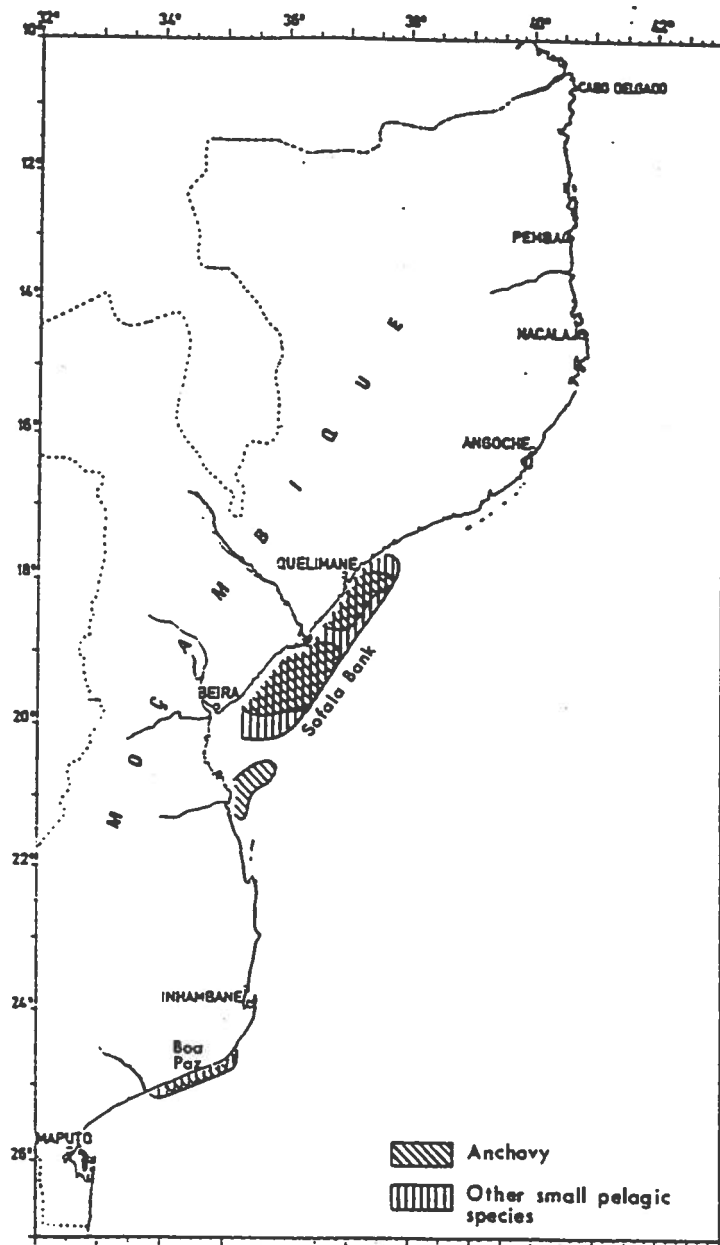 32° 34° 36° 38° 40° 42°
10°
CABO DELGADO
12°
PEMBA
14°
NACALA
16°
ANGOCHE
QUELIMANE
18°
BEIRA
Sofala Bank
20°
MOÇAMBIQUE
22°
INHAMBANE
24°
Boa
Paz
MAPUTO
26°
Anchovy
Other small pelagic
species